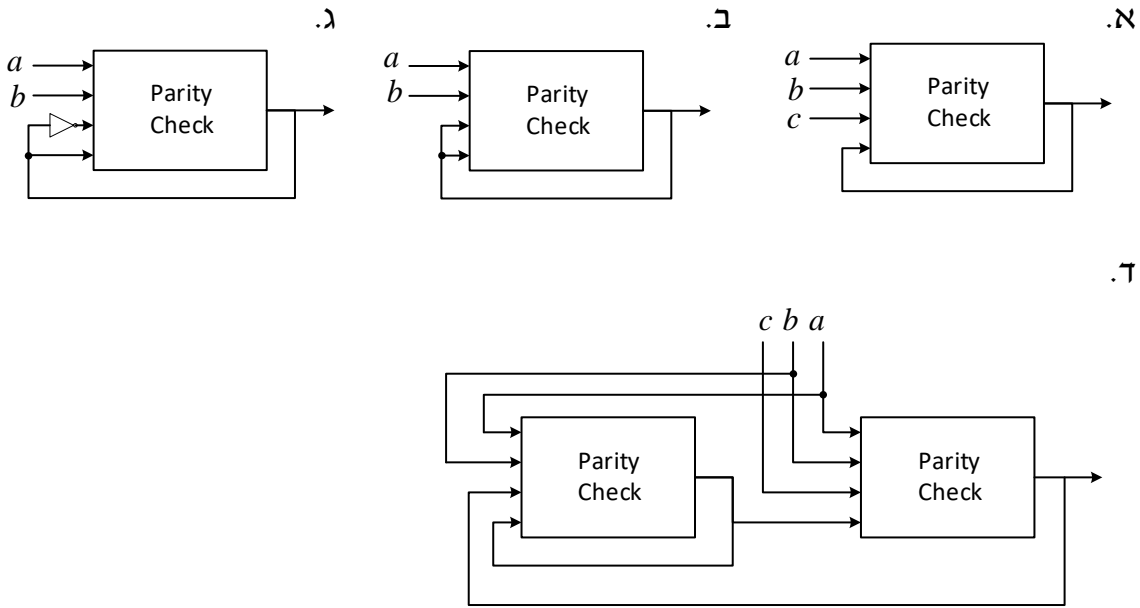 א.
a
b
c
Parity
Check
ב.
a
b
Parity
Check
ג.
a
b
Parity
Check
ד.
c b a
Parity
Check
Parity
Check